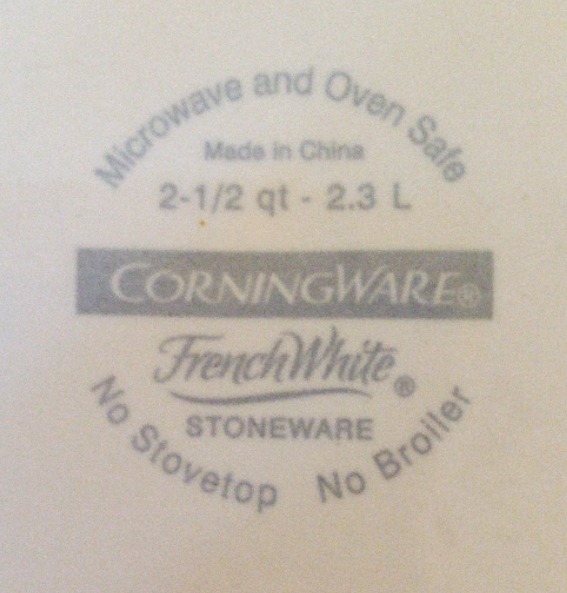 Microwave and Oven Safe
Made in China
2-1/2 qt - 2.3 L
CORNINGWARE®
FrenchWhite®
STONEWARE
No Stovetop No Broiler